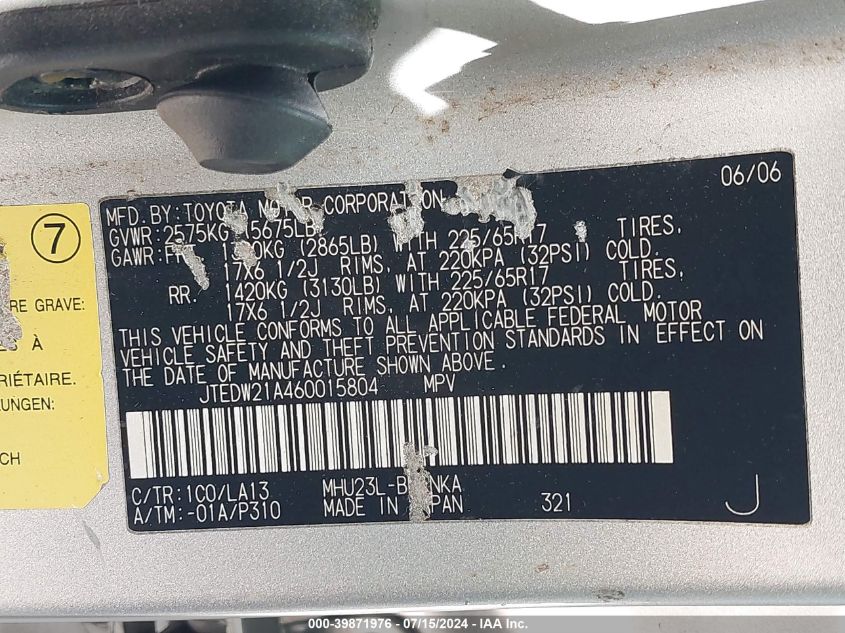 06/06
MFD. BY: TOYOTA MOTOR CORPORATION
GVWR: 2575KG (5675LB)
GAWR: (2865LB) WITH 225/65R17 TIRES,
17X6 1/2J RIMS, AT 220KPA (32PSI) COLD.
RR. 1420KG (3130LB) WITH 225/65R17 TIRES,
17X6 1/2J RIMS, AT 220KPA (32PSI) COLD.
THIS VEHICLE CONFORMS TO ALL APPLICABLE FEDERAL MOTOR
VEHICLE SAFETY AND THEFT PREVENTION STANDARDS IN EFFECT ON
THE DATE OF MANUFACTURE SHOWN ABOVE.
JTEDW21A460015804 MPV
C/TR: 1C0/LA13 MHU23L-
A/TM: -01A/P310 MADE IN JAPAN 321 J
7
RE GRAVE:
À
RIÉTAIRE.
UNGEN:
CH
000-39871976 - 07/15/2024 - IAA Inc.